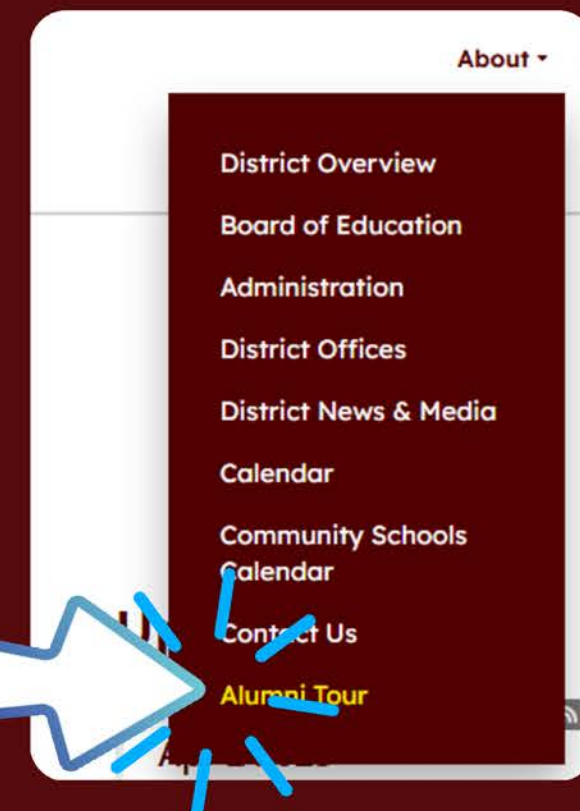 About
District Overview
Board of Education
Administration
District Offices
District News & Media
Calendar
Community Schools
Calendar
Contact Us
Alumni Tour